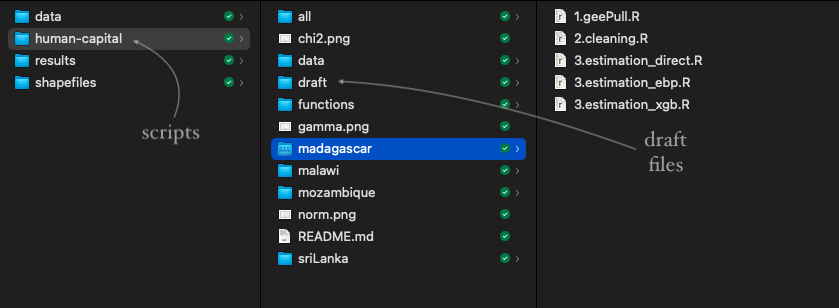 data
human-capital
results
shapefiles
scripts
all
chi2.png
data
draft
functions
gamma.png
madagascar
malawi
mozambique
norm.png
README.md
sriLanka
1.geePull.R
2.cleaning.R
3.estimation_direct.R
3.estimation_ebp.R
3.estimation_xgb.R
draft
files